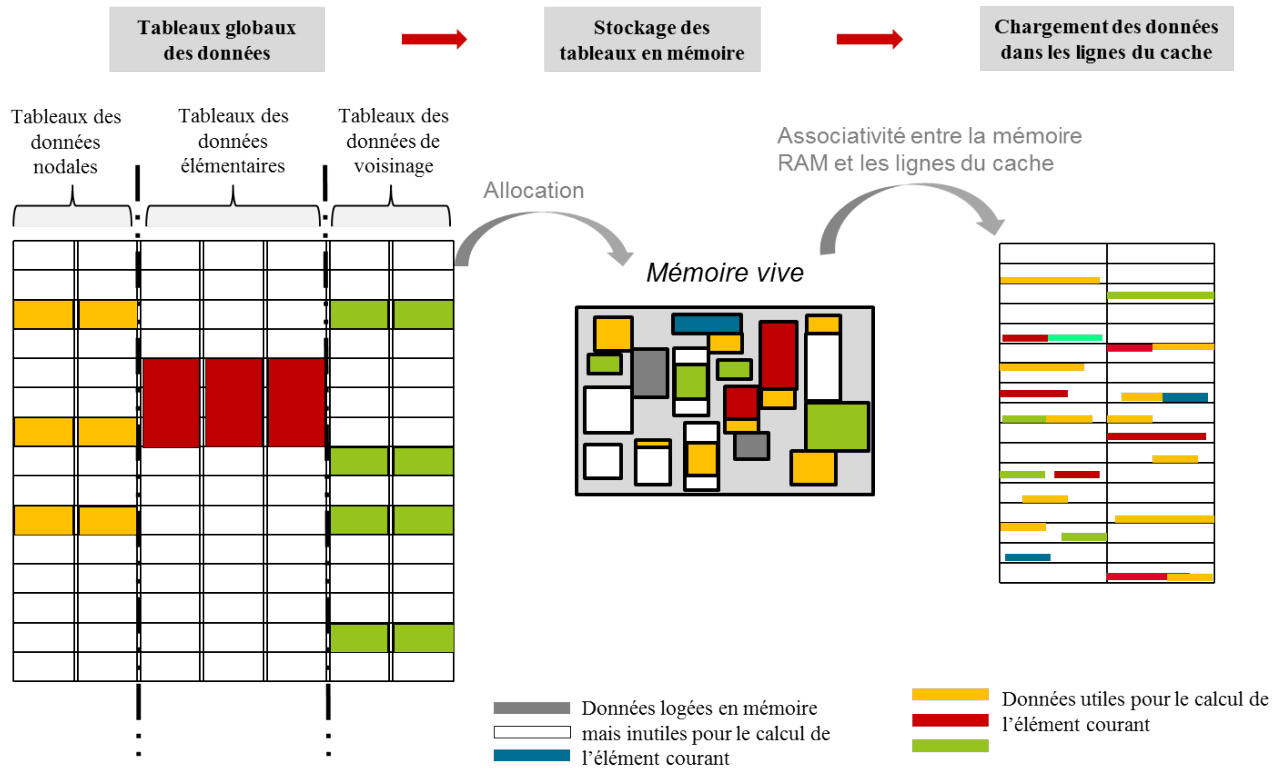 Tableaux globaux
des données
Stockage des
tableaux en mémoire
Chargement des données
dans les lignes du cache
Tableaux des
données
nodales
Tableaux des
données
élémentaires
Tableaux des
données de
voisinage
Allocation
Associativité entre la mémoire
RAM et les lignes du cache
Mémoire vive
Données logées en mémoire
mais inutiles pour le calcul de
l’élément courant
Données utiles pour le calcul de
l’élément courant